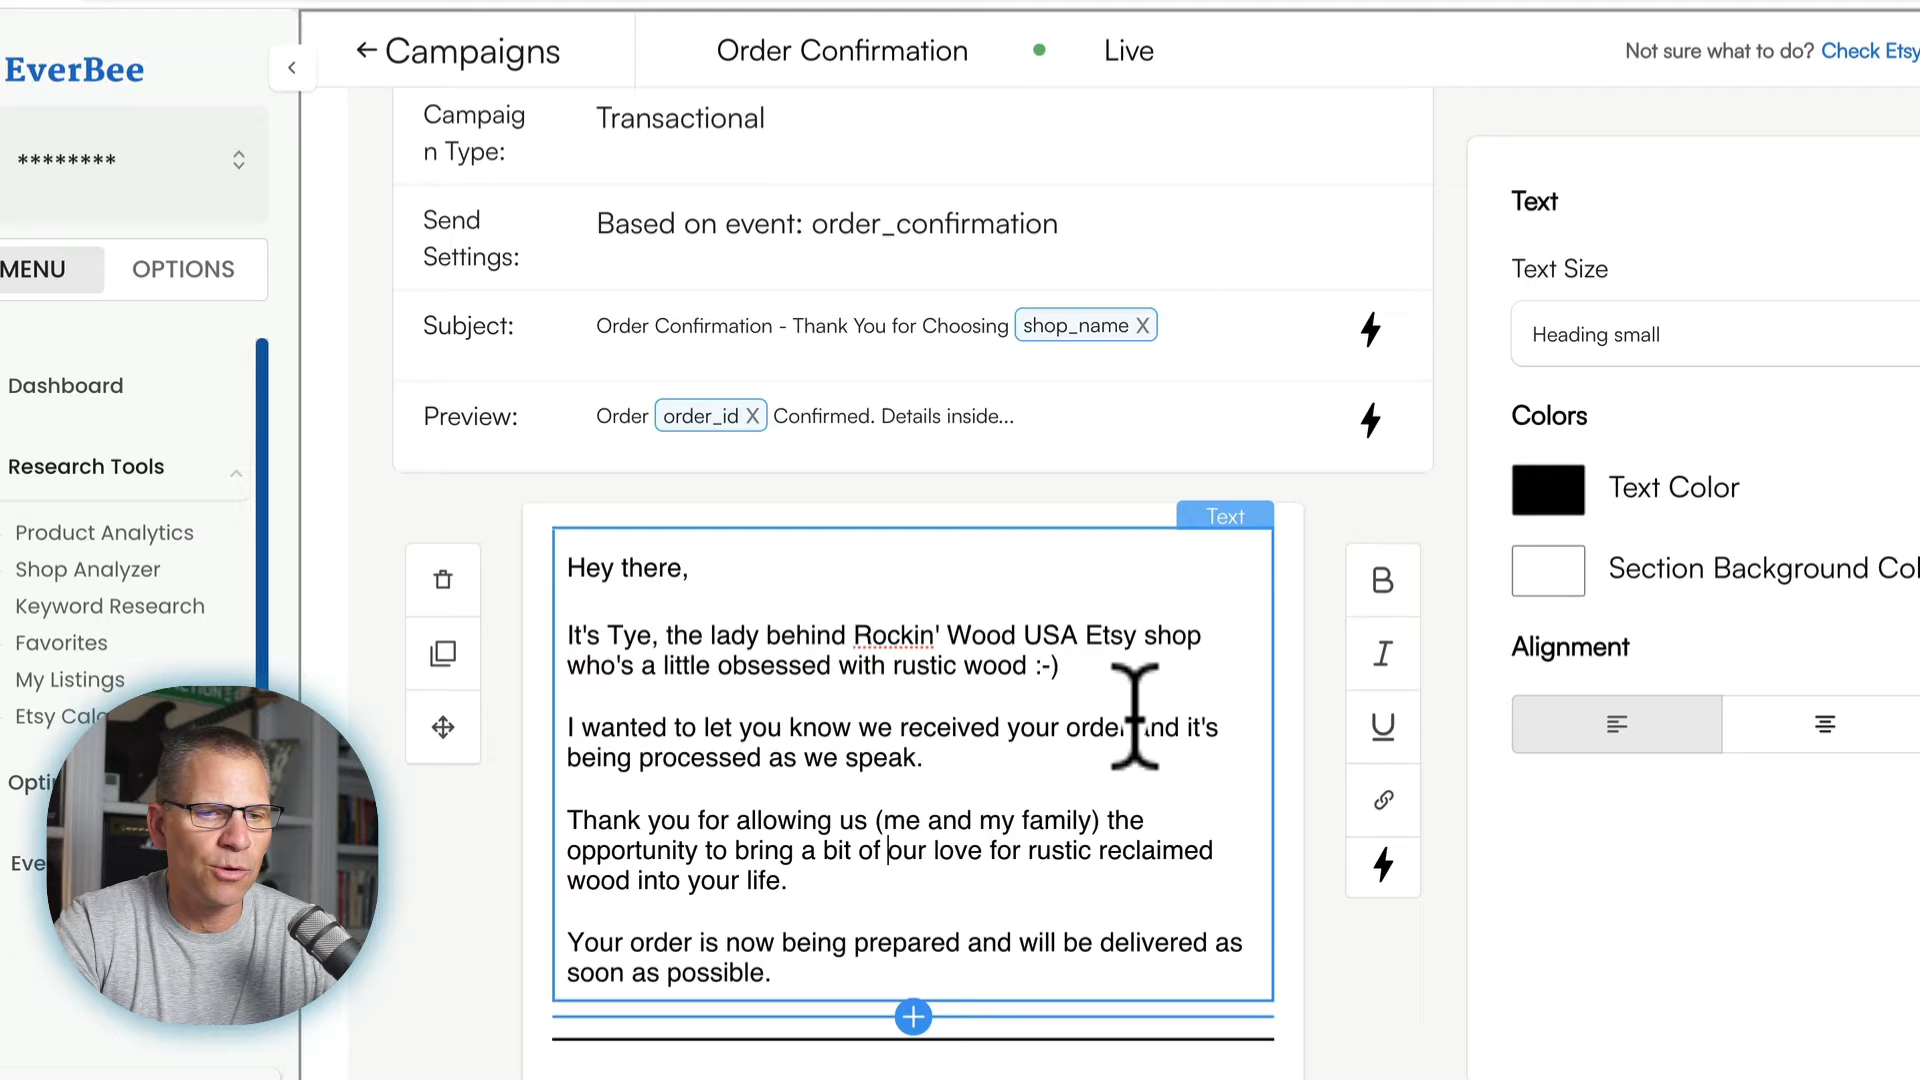 ← Campaigns
Order Confirmation
Live
Not sure what to do? Check Etsy
EverBee
********
MENU
OPTIONS
Dashboard
Research Tools
Product Analytics
Shop Analyzer
Keyword Research
Favorites
My Listings
Etsy Calc
Opti
Eve
Campaig
n Type:
Transactional
Send
Settings:
Based on event: order_confirmation
Subject:
Order Confirmation - Thank You for Choosing shop_name X
Preview:
Order order_id X Confirmed. Details inside...
Text
Hey there,
It's Tye, the lady behind Rockin' Wood USA Etsy shop
who's a little obsessed with rustic wood :-)
I wanted to let you know we received your order and it's
being processed as we speak.
Thank you for allowing us (me and my family) the
opportunity to bring a bit of our love for rustic reclaimed
wood into your life.
Your order is now being prepared and will be delivered as
soon as possible.
B
I
U
Text
Text Size
Heading small
Colors
Text Color
Section Background Col
Alignment